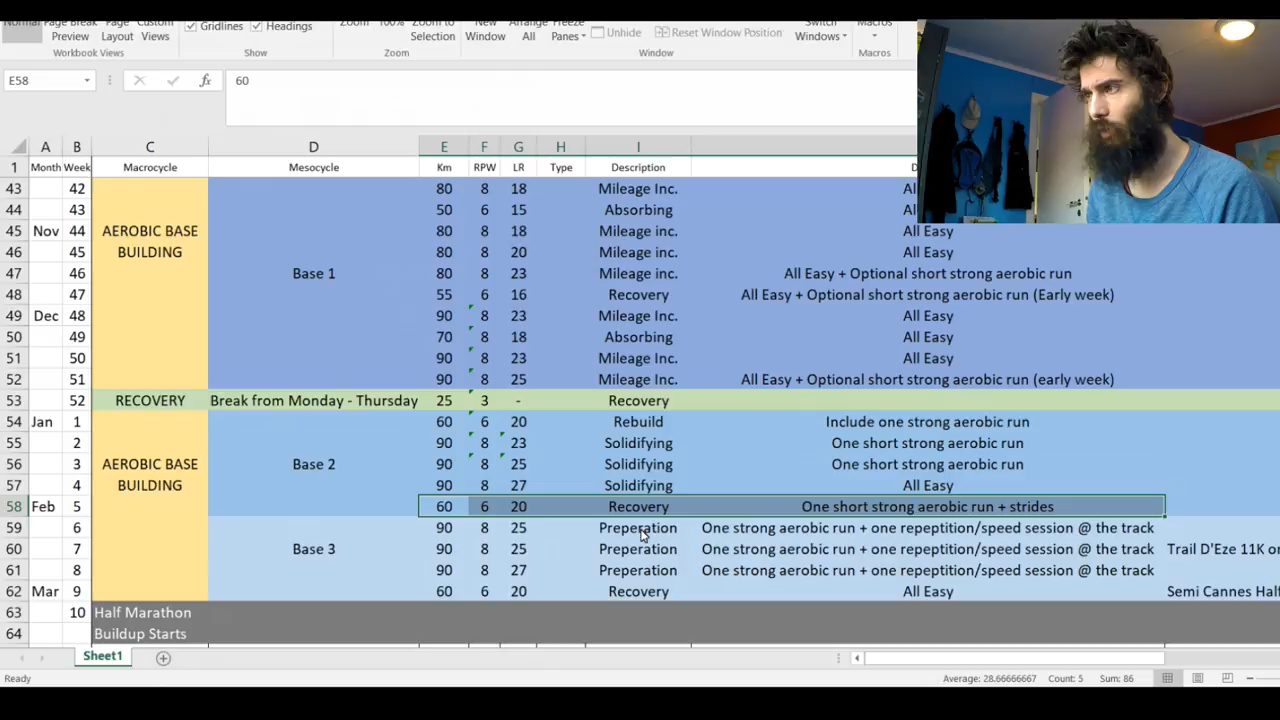 Normal Page Break Page Custom Zoom 100% Zoom to New Arrange Freeze Switch Macros
Preview Layout Views Selection Window All Panes Unhide Reset Window Position Windows
Gridlines Headings
Workbook Views Show Zoom Window Macros
E58 fx 60
A B C D E F G H I
1 Month Week Macrocycle Mesocycle Km RPW LR Type Description
43 42 80 8 18 Mileage Inc. All
44 43 50 6 15 Absorbing All
45 Nov 44 AEROBIC BASE 80 8 18 Mileage inc. All Easy
46 45 BUILDING 80 8 20 Mileage inc. All Easy
47 46 Base 1 80 8 23 Mileage inc. All Easy + Optional short strong aerobic run
48 47 55 6 16 Recovery All Easy + Optional short strong aerobic run (Early week)
49 Dec 48 90 8 23 Mileage Inc. All Easy
50 49 70 8 18 Absorbing All Easy
51 50 90 8 23 Mileage Inc. All Easy
52 51 90 8 25 Mileage Inc. All Easy + Optional short strong aerobic run (early week)
53 52 RECOVERY Break from Monday - Thursday 25 3 - Recovery
54 Jan 1 60 6 20 Rebuild Include one strong aerobic run
55 2 90 8 23 Solidifying One short strong aerobic run
56 3 AEROBIC BASE Base 2 90 8 25 Solidifying One short strong aerobic run
57 4 BUILDING 90 8 27 Solidifying All Easy
58 Feb 5 60 6 20 Recovery One short strong aerobic run + strides
59 6 90 8 25 Preperation One strong aerobic run + one repeptition/speed session @ the track
60 7 Base 3 90 8 25 Preperation One strong aerobic run + one repeptition/speed session @ the track Trail D'Eze 11K or
61 8 90 8 27 Preperation One strong aerobic run + one repeptition/speed session @ the track
62 Mar 9 60 6 20 Recovery All Easy Semi Cannes Half
63 10 Half Marathon
64 Buildup Starts
Sheet1
Ready Average: 28.66666667 Count: 5 Sum: 86